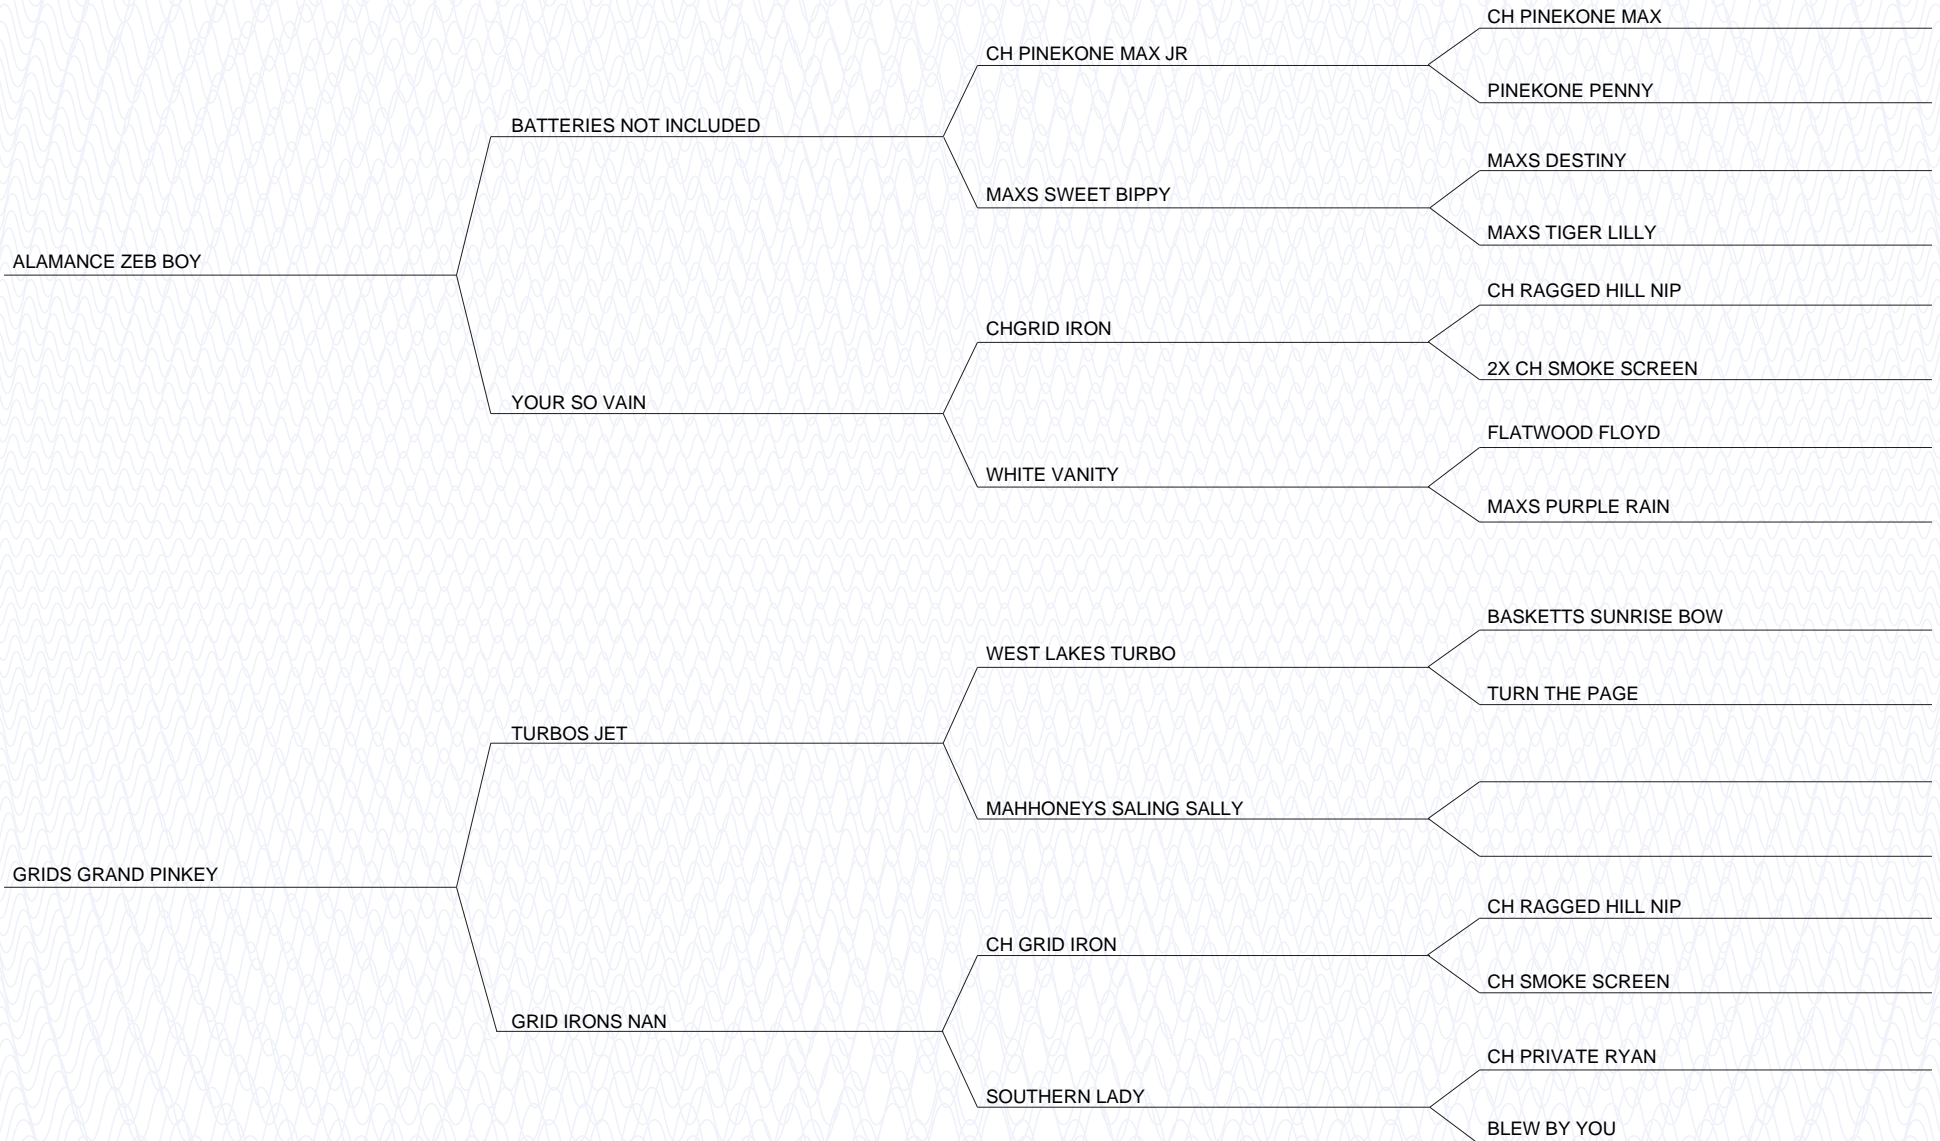 CH PINEKONE MAX
CH PINEKONE MAX JR
PINEKONE PENNY
BATTERIES NOT INCLUDED
MAXS DESTINY
MAXS SWEET BIPPY
MAXS TIGER LILLY
ALAMANCE ZEB BOY
CH RAGGED HILL NIP
CHGRID IRON
2X CH SMOKE SCREEN
YOUR SO VAIN
FLATWOOD FLOYD
WHITE VANITY
MAXS PURPLE RAIN
BASKETTS SUNRISE BOW
WEST LAKES TURBO
TURN THE PAGE
TURBOS JET
MAHHONEYS SALING SALLY
GRIDS GRAND PINKEY
CH RAGGED HILL NIP
CH GRID IRON
CH SMOKE SCREEN
GRID IRONS NAN
CH PRIVATE RYAN
SOUTHERN LADY
BLEW BY YOU